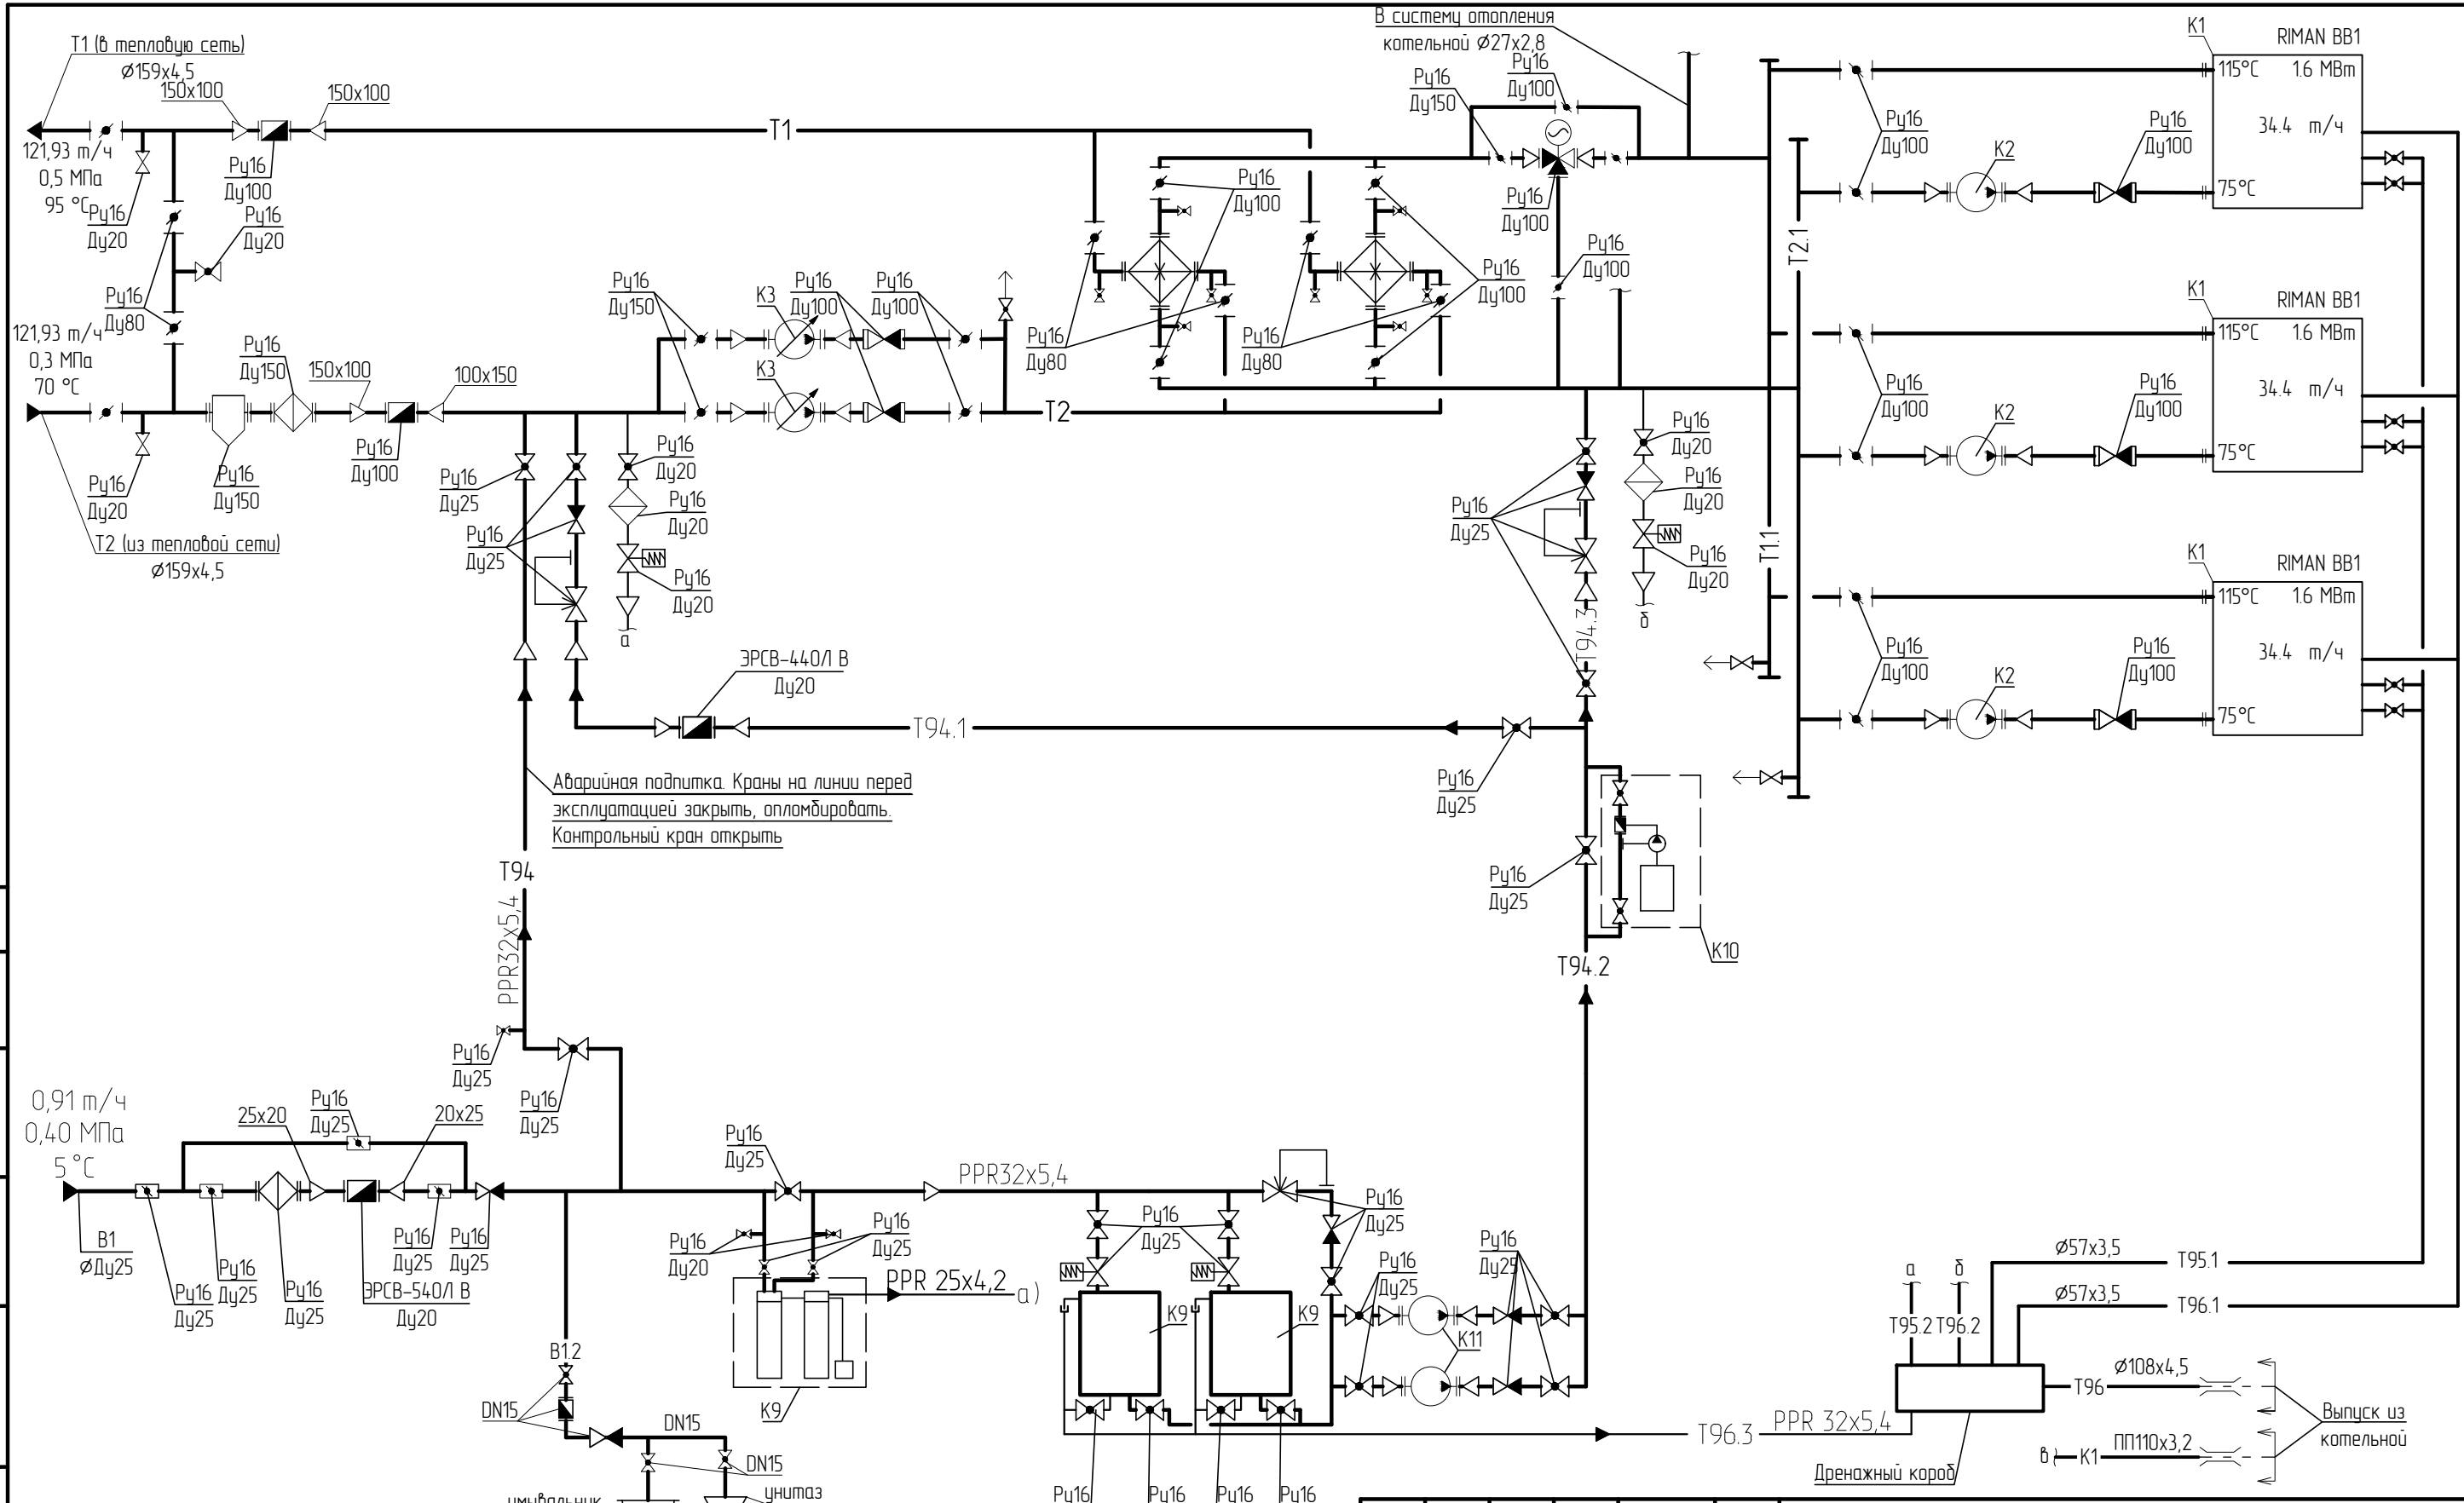 Т1 (в тепловую сеть)
Ø159х4,5
150х100
150х100
Т1
121,93 т/ч
0,5 МПа
95 °С
Ру16
Ду20
Ру16
Ду100
Ру16
Ду20
Ру16
Ду80
121,93 т/ч
0,3 МПа
70 °С
Ру16
Ду150
150х100
100х150
Ру16
Ду20
Ру16
Ду150
Ру16
Ду100
Т2 (из тепловой сети)
Ø159х4,5
Ру16
Ду150
К3
К3
Ру16
Ду100
Ру16
Ду100
Т2
Ру16
Ду25
Ру16
Ду25
Ру16
Ду20
Ру16
Ду20
Ру16
Ду20
а
В систему отопления
котельной Ø27х2,8
Ру16
Ду150
Ру16
Ду100
Ру16
Ду100
Ру16
Ду100
Ру16
Ду100
Ру16
Ду100
Ру16
Ду80
Ру16
Ду80
Т2.1
Т1.1
К1
RIMAN ВВ1
115°С
1.6 МВт
34.4 т/ч
75°С
Ру16
Ду100
К2
Ру16
Ду100
К1
RIMAN ВВ1
115°С
1.6 МВт
34.4 т/ч
75°С
Ру16
Ду100
К2
Ру16
Ду100
К1
RIMAN ВВ1
115°С
1.6 МВт
34.4 т/ч
75°С
Ру16
Ду100
К2
Ру16
Ду100
Ру16
Ду25
Ру16
Ду20
Ру16
Ду20
Ру16
Ду20
б
Т94.3
ЭРСВ-440Л В
Ду20
Т94.1
Ру16
Ду25
Аварийная подпитка. Краны на линии перед
эксплуатацией закрыть, опломбировать.
Контрольный кран открыть
Т94
PPR32х5,4
Ру16
Ду25
К10
Т94.2
Ру16
Ду25
Ру16
Ду25
0,91 т/ч
0,40 МПа
5 °С
25х20
Ру16
Ду25
20х25
В1
ØДу25
Ру16
Ду25
Ру16
Ду25
Ру16
Ду25
ЭРСВ-540Л В
Ду20
Ру16
Ду25
Ру16
Ду25
Ру16
Ду25
PPR32х5,4
Ру16
Ду20
Ру16
Ду25
PPR 25х4,2
а)
К9
Ру16
Ду25
К9
К9
Ру16
Ду25
Ру16
Ду25
Ру16
Ду25
К11
В1.2
DN15
DN15
DN15
умывальник
унитаз
Ру16
Ру16
Ру16
Ру16
Т96.3
PPR 32х5,4
а
б
Т95.2
Т96.2
Ø57х3,5
Т95.1
Ø57х3,5
Т96.1
Т96
Ø108х4,5
Выпуск из
котельной
в)
К1
ПП110х3,2
Дренажный короб